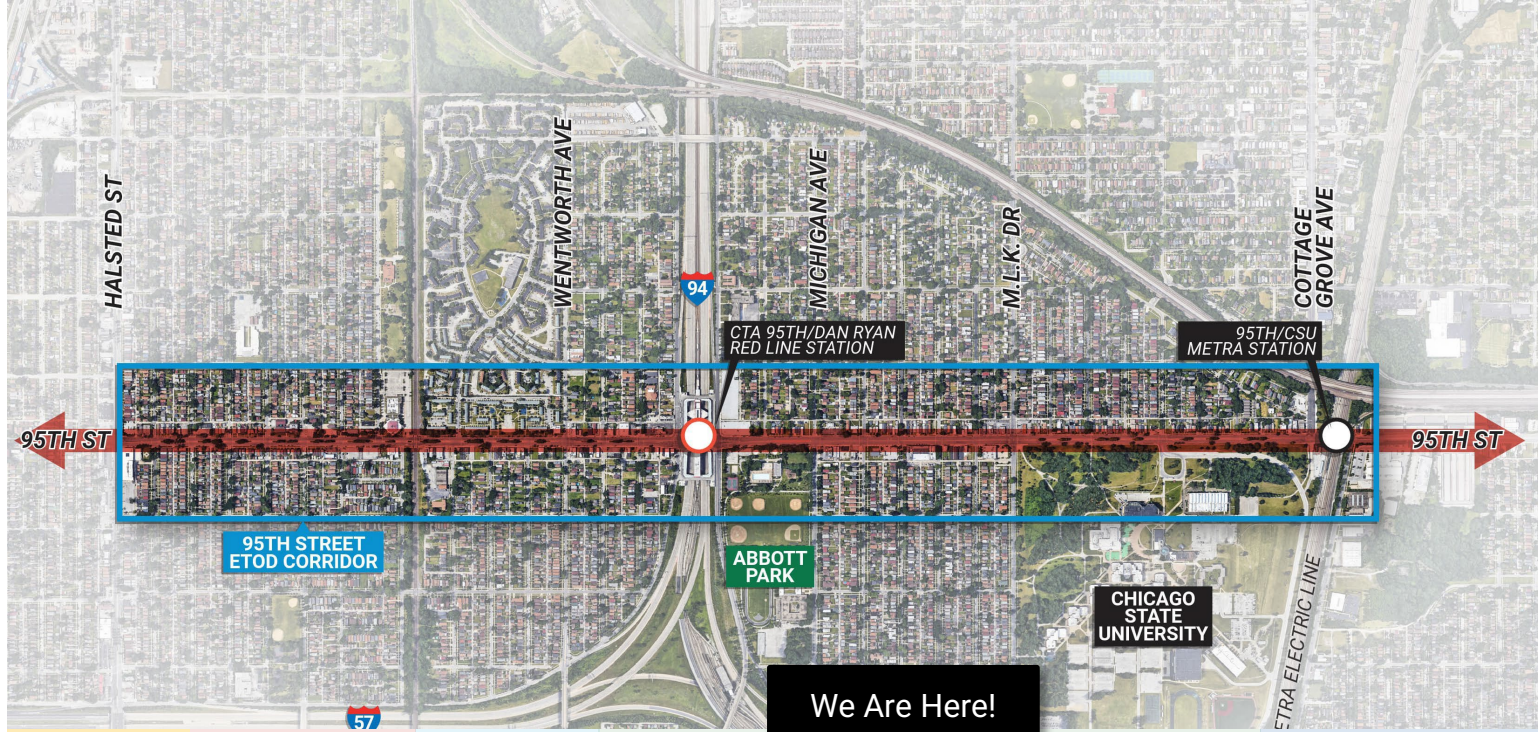 HALSTED ST
WENTWORTH AVE
MICHIGAN AVE
M.L.K. DR
COTTAGE
GROVE AVE
94
CTA 95TH/DAN RYAN
RED LINE STATION
95TH/CSU
METRA STATION
95TH ST
95TH ST
95TH STREET
ETOD CORRIDOR
ABBOTT
PARK
CHICAGO
STATE
UNIVERSITY
ETRA ELECTRIC LINE
We Are Here!
57